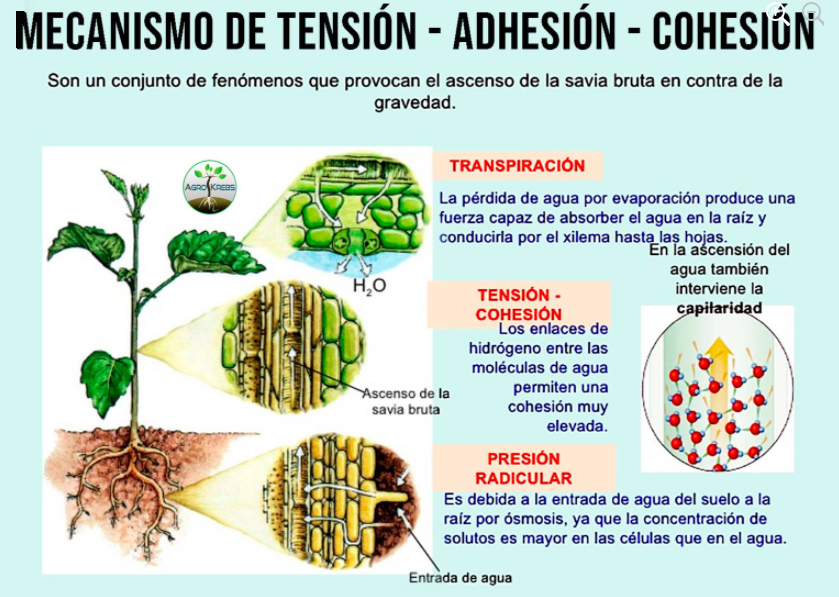 MECANISMO DE TENSIÓN - ADHESIÓN - COHESIÓN
Son un conjunto de fenómenos que provocan el ascenso de la savia bruta en contra de la
gravedad.
AGRO KREBS
TRANSPIRACIÓN
La pérdida de agua por evaporación produce una
fuerza capaz de absorber el agua en la raíz y
conducirla por el xilema hasta las hojas.
H2O
En la ascensión del
agua también
interviene la
capilaridad
TENSIÓN -
COHESIÓN
Los enlaces de
hidrógeno entre las
moléculas de agua
permiten una
cohesión muy
elevada.
Ascenso de la
savia bruta
PRESIÓN
RADICULAR
Es debida a la entrada de agua del suelo a la
raíz por ósmosis, ya que la concentración de
solutos es mayor en las células que en el agua.
Entrada de agua